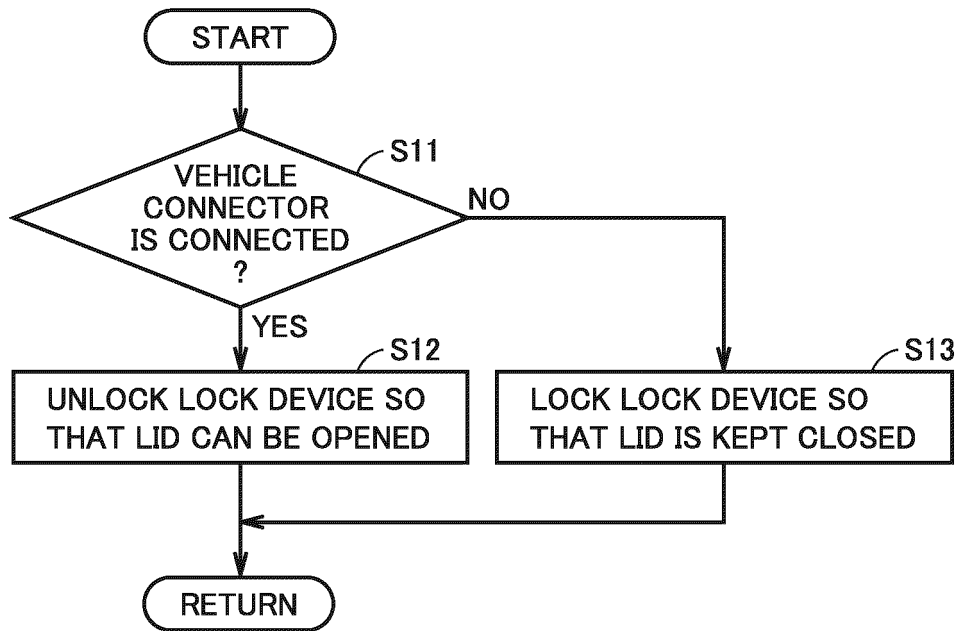 START
S11
VEHICLE
CONNECTOR
IS CONNECTED
?
NO
YES
S12
UNLOCK LOCK DEVICE SO
THAT LID CAN BE OPENED
S13
LOCK LOCK DEVICE SO
THAT LID IS KEPT CLOSED
RETURN